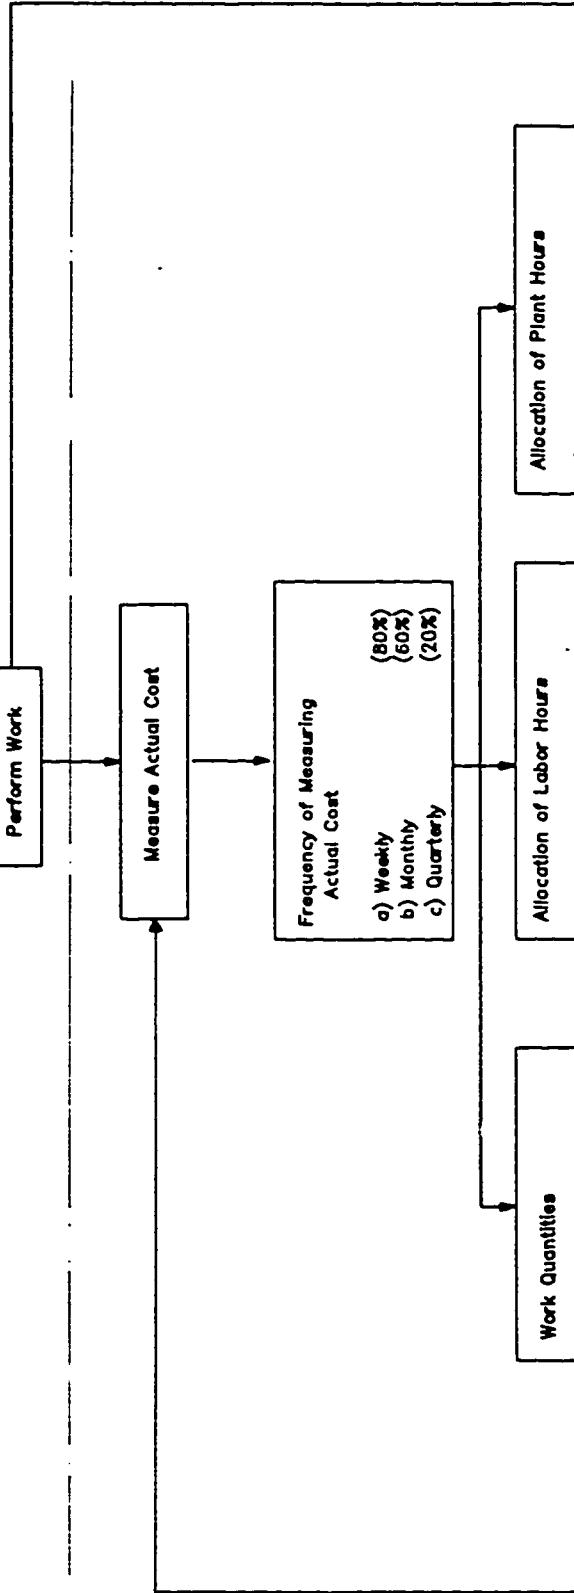 Perform Work
Measure Actual Cost
Frequency of Measuring
Actual Cost
a) Weekly (80%)
b) Monthly (60%)
c) Quarterly (20%)
Work Quantities
Allocation of Labor Hours
Allocation of Plant Hours